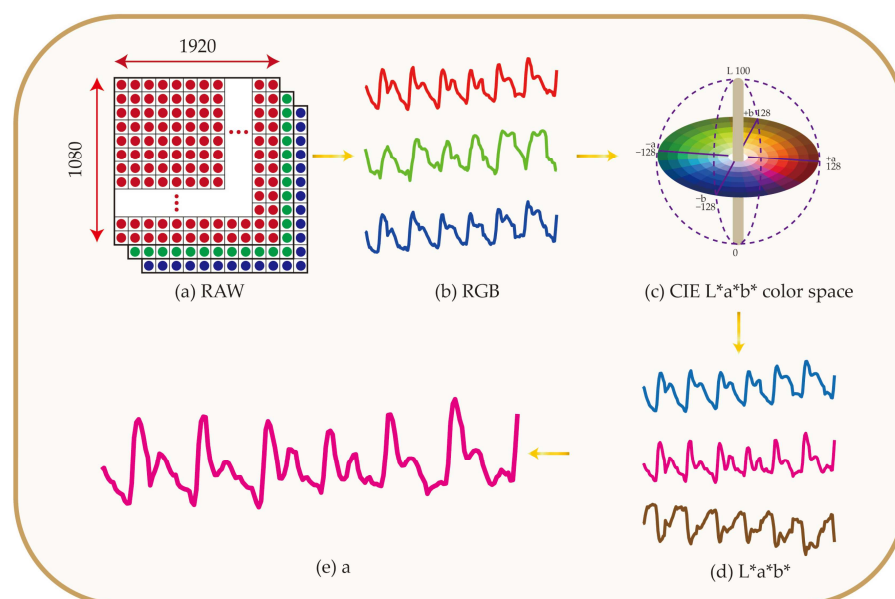 1920
1080
(a) RAW
(b) RGB
L 100
+b 128
−a
−128
+a
128
−b
−128
0
(c) CIE L*a*b* color space
(d) L*a*b*
(e) a